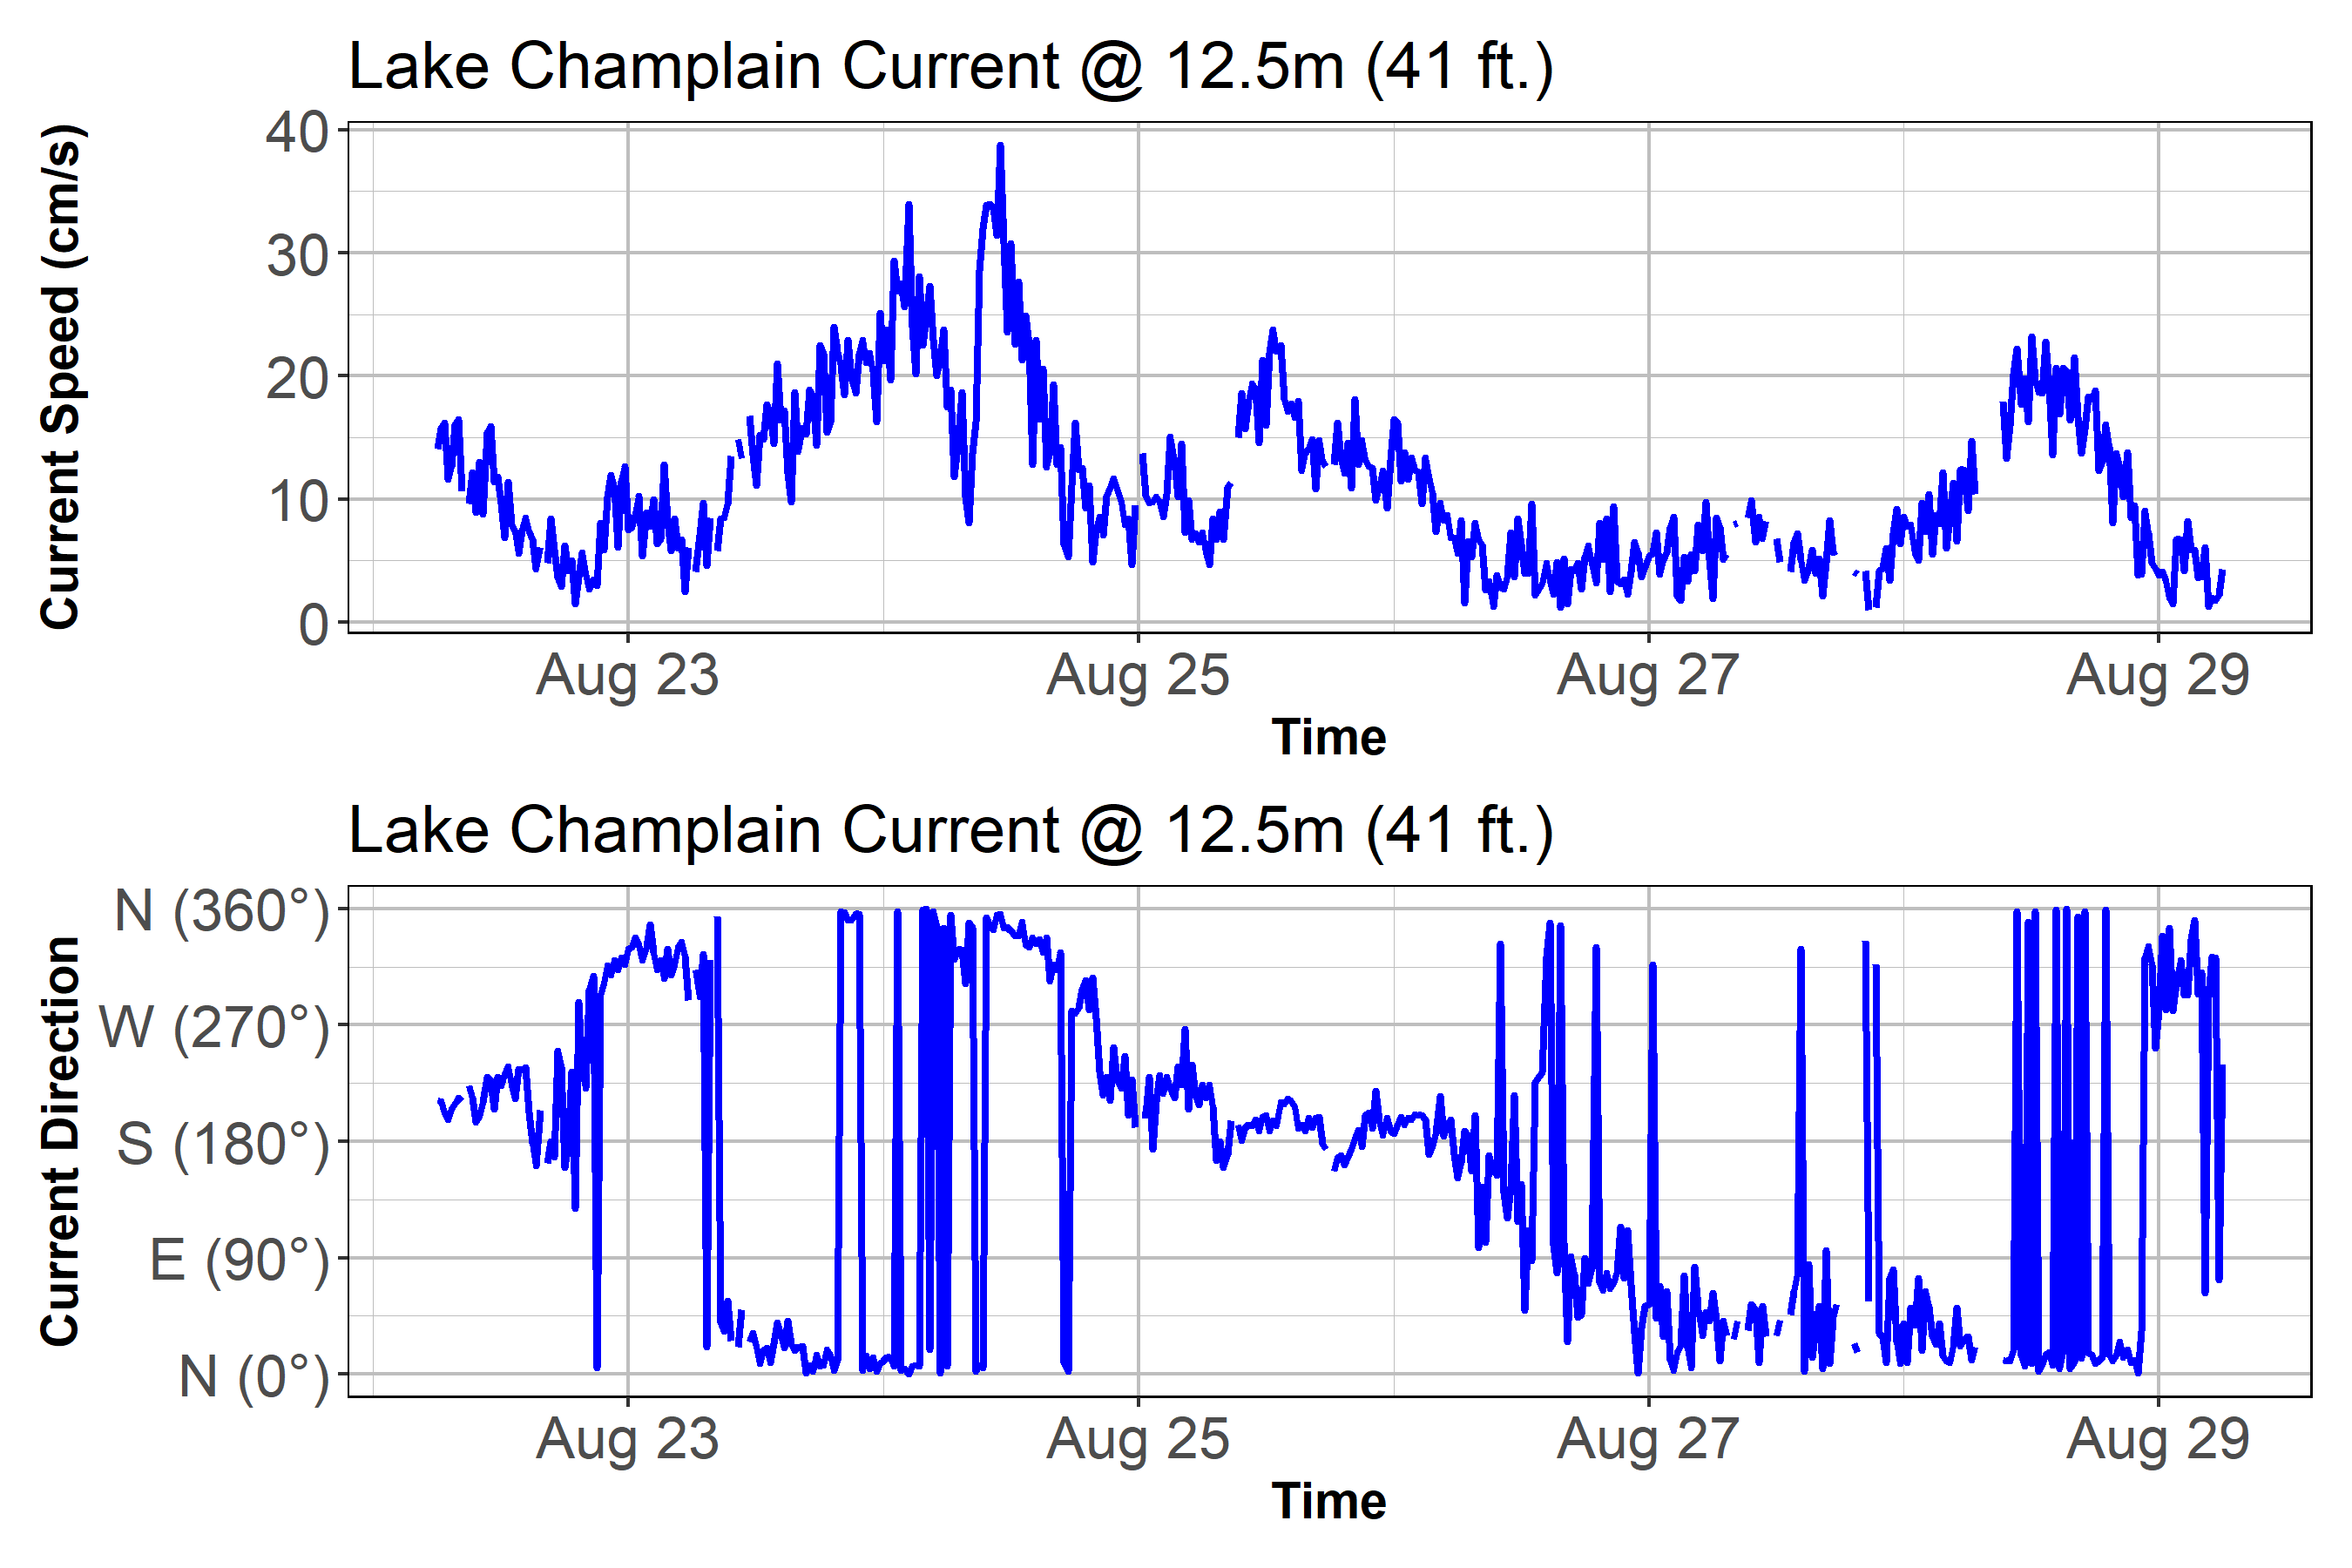 Lake Champlain Current @ 12.5m (41 ft.)
Current Speed (cm/s)
40
30
20
10
0
Aug 23 Aug 25 Aug 27 Aug 29
Time
Lake Champlain Current @ 12.5m (41 ft.)
Current Direction
N (360°)
W (270°)
S (180°)
E (90°)
N (0°)
Aug 23 Aug 25 Aug 27 Aug 29
Time